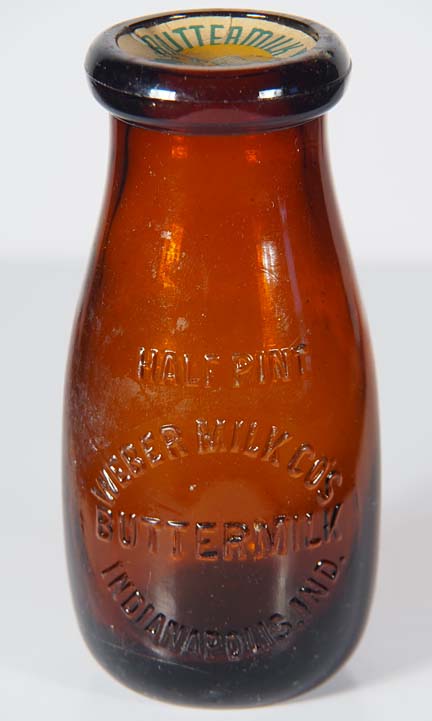 BUTTERMILK
HALF PINT
WEBER MILK CO'S
BUTTERMILK
INDIANAPOLIS, IND.